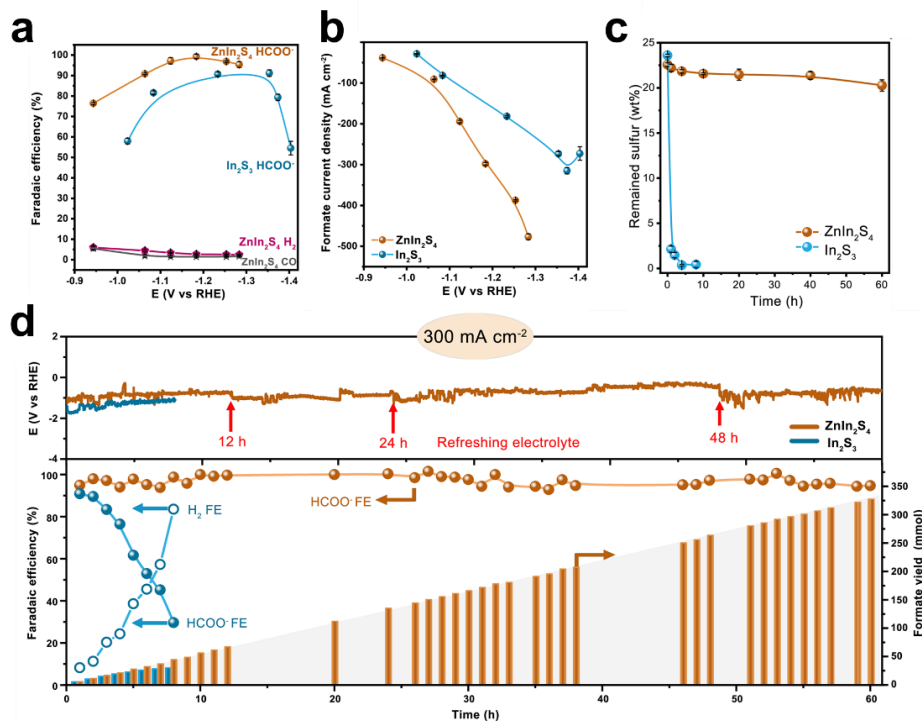 a
ZnIn₂S₄ HCOO⁻
In₂S₃ HCOO⁻
ZnIn₂S₄ H₂
ZnIn₂S₄ CO
Faradaic efficiency (%)
100
90
80
70
60
50
40
30
20
10
0
-0.9 -1.0 -1.1 -1.2 -1.3 -1.4
E (V vs RHE)
b
Formate current density (mA cm⁻²)
0
-100
-200
-300
-400
-500
ZnIn₂S₄
In₂S₃
-0.9 -1.0 -1.1 -1.2 -1.3 -1.4
E (V vs RHE)
c
Remained sulfur (wt%)
25
20
15
10
5
0
ZnIn₂S₄
In₂S₃
0 10 20 30 40 50 60
Time (h)
d
300 mA cm⁻²
E (V vs RHE)
2
0
-2
-4
12 h
24 h
Refreshing electrolyte
48 h
ZnIn₂S₄
In₂S₃
Faradaic efficiency (%)
100
80
60
40
20
0
H₂ FE
HCOO⁻ FE
HCOO⁻ FE
350
300
250
200
150
100
50
0
Formate yield (mmol)
0 10 20 30 40 50 60
Time (h)